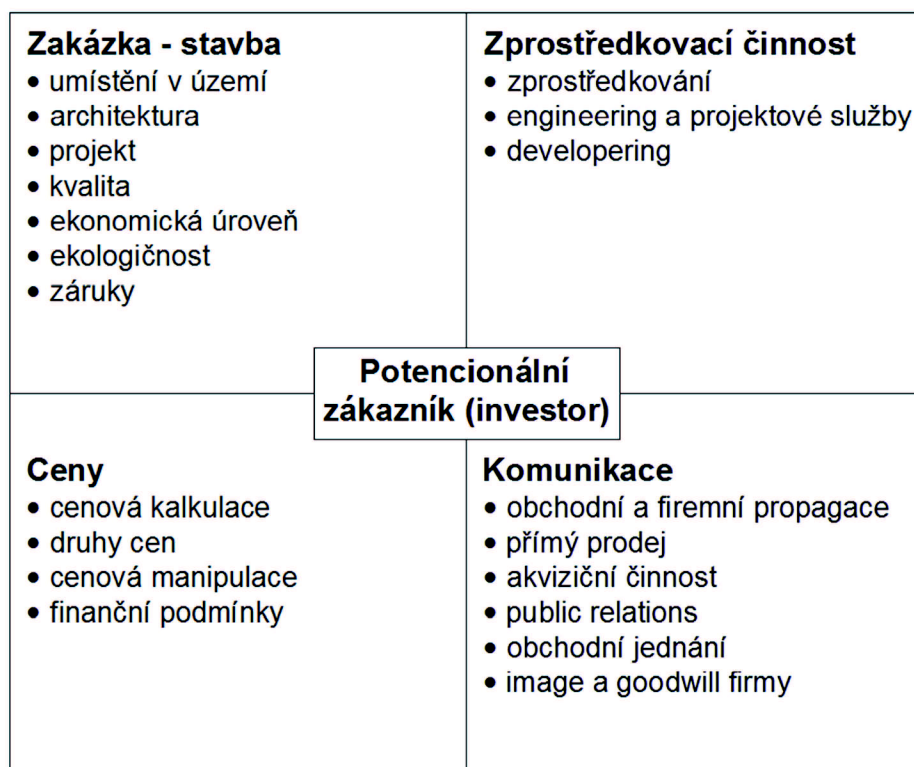 Zakázka - stavba
• umístění v území
• architektura
• projekt
• kvalita
• ekonomická úroveň
• ekologičnost
• záruky
Zprostředkovací činnost
• zprostředkování
• engineering a projektové služby
• developering
Potencionální
zákazník (investor)
Ceny
• cenová kalkulace
• druhy cen
• cenová manipulace
• finanční podmínky
Komunikace
• obchodní a firemní propagace
• přímý prodej
• akviziční činnost
• public relations
• obchodní jednání
• image a goodwill firmy